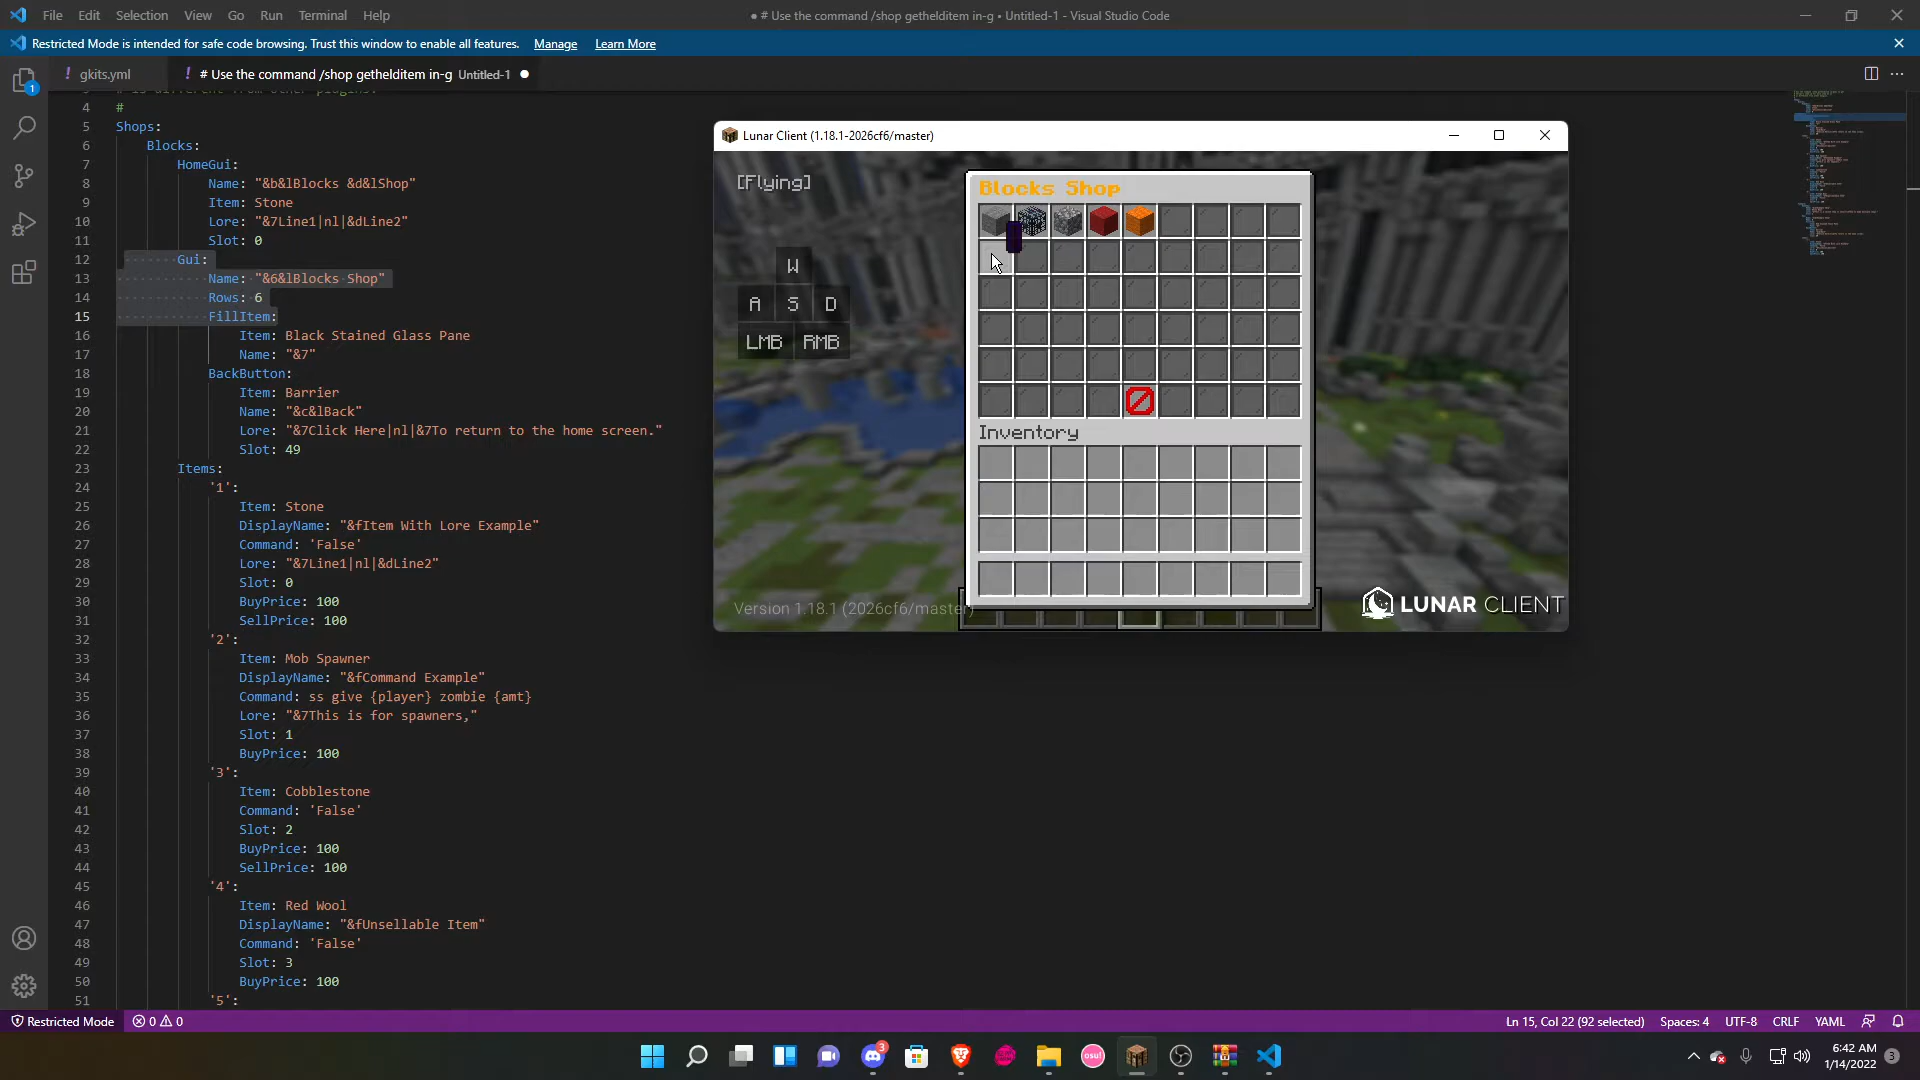 File Edit Selection View Go Run Terminal Help
● # Use the command /shop gethelditem in-g • Untitled-1 - Visual Studio Code
Restricted Mode is intended for safe code browsing. Trust this window to enable all features. Manage Learn More
! gkits.yml
! # Use the command /shop gethelditem in-g Untitled-1 ●
4 #
5 Shops:
6 Blocks:
7 HomeGui:
8 Name: "&b&lBlocks &d&lShop"
9 Item: Stone
10 Lore: "&7Line1|nl|&dLine2"
11 Slot: 0
12 Gui:
13 Name: "&6&lBlocks Shop"
14 Rows: 6
15 FillItem:
16 Item: Black Stained Glass Pane
17 Name: "&7"
18 BackButton:
19 Item: Barrier
20 Name: "&c&lBack"
21 Lore: "&7Click Here|nl|&7To return to the home screen."
22 Slot: 49
23 Items:
24 '1':
25 Item: Stone
26 DisplayName: "&fItem With Lore Example"
27 Command: 'False'
28 Lore: "&7Line1|nl|&dLine2"
29 Slot: 0
30 BuyPrice: 100
31 SellPrice: 100
32 '2':
33 Item: Mob Spawner
34 DisplayName: "&fCommand Example"
35 Command: ss give {player} zombie {amt}
36 Lore: "&7This is for spawners,"
37 Slot: 1
38 BuyPrice: 100
39 '3':
40 Item: Cobblestone
41 Command: 'False'
42 Slot: 2
43 BuyPrice: 100
44 SellPrice: 100
45 '4':
46 Item: Red Wool
47 DisplayName: "&fUnsellable Item"
48 Command: 'False'
49 Slot: 3
50 BuyPrice: 100
51 '5':
Lunar Client (1.18.1-2026cf6/master)
[Flying]
Blocks Shop
W
A S D
LMB RMB
Inventory
Version 1.18.1 (2026cf6/master)
LUNAR CLIENT
Restricted Mode 0 0
Ln 15, Col 22 (92 selected) Spaces: 4 UTF-8 CRLF YAML
1
3
osu!
6:42 AM
1/14/2022
3